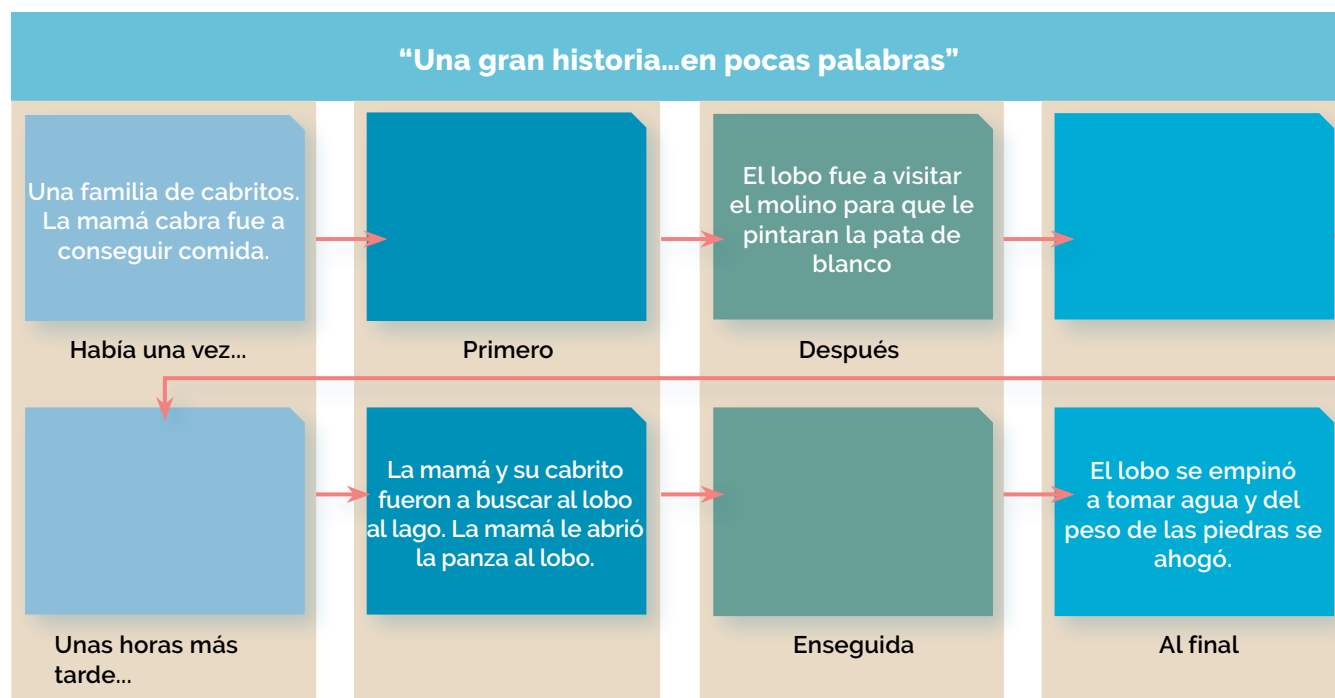 “Una gran historia...en pocas palabras”
Una familia de cabritos.
La mamá cabra fue a
conseguir comida.
El lobo fue a visitar
el molino para que le
pintaran la pata de
blanco
Había una vez...
Primero
Después
La mamá y su cabrito
fueron a buscar al lobo
al lago. La mamá le abrió
la panza al lobo.
El lobo se empinó
a tomar agua y del
peso de las piedras se
ahogó.
Unas horas más
tarde...
Enseguida
Al final